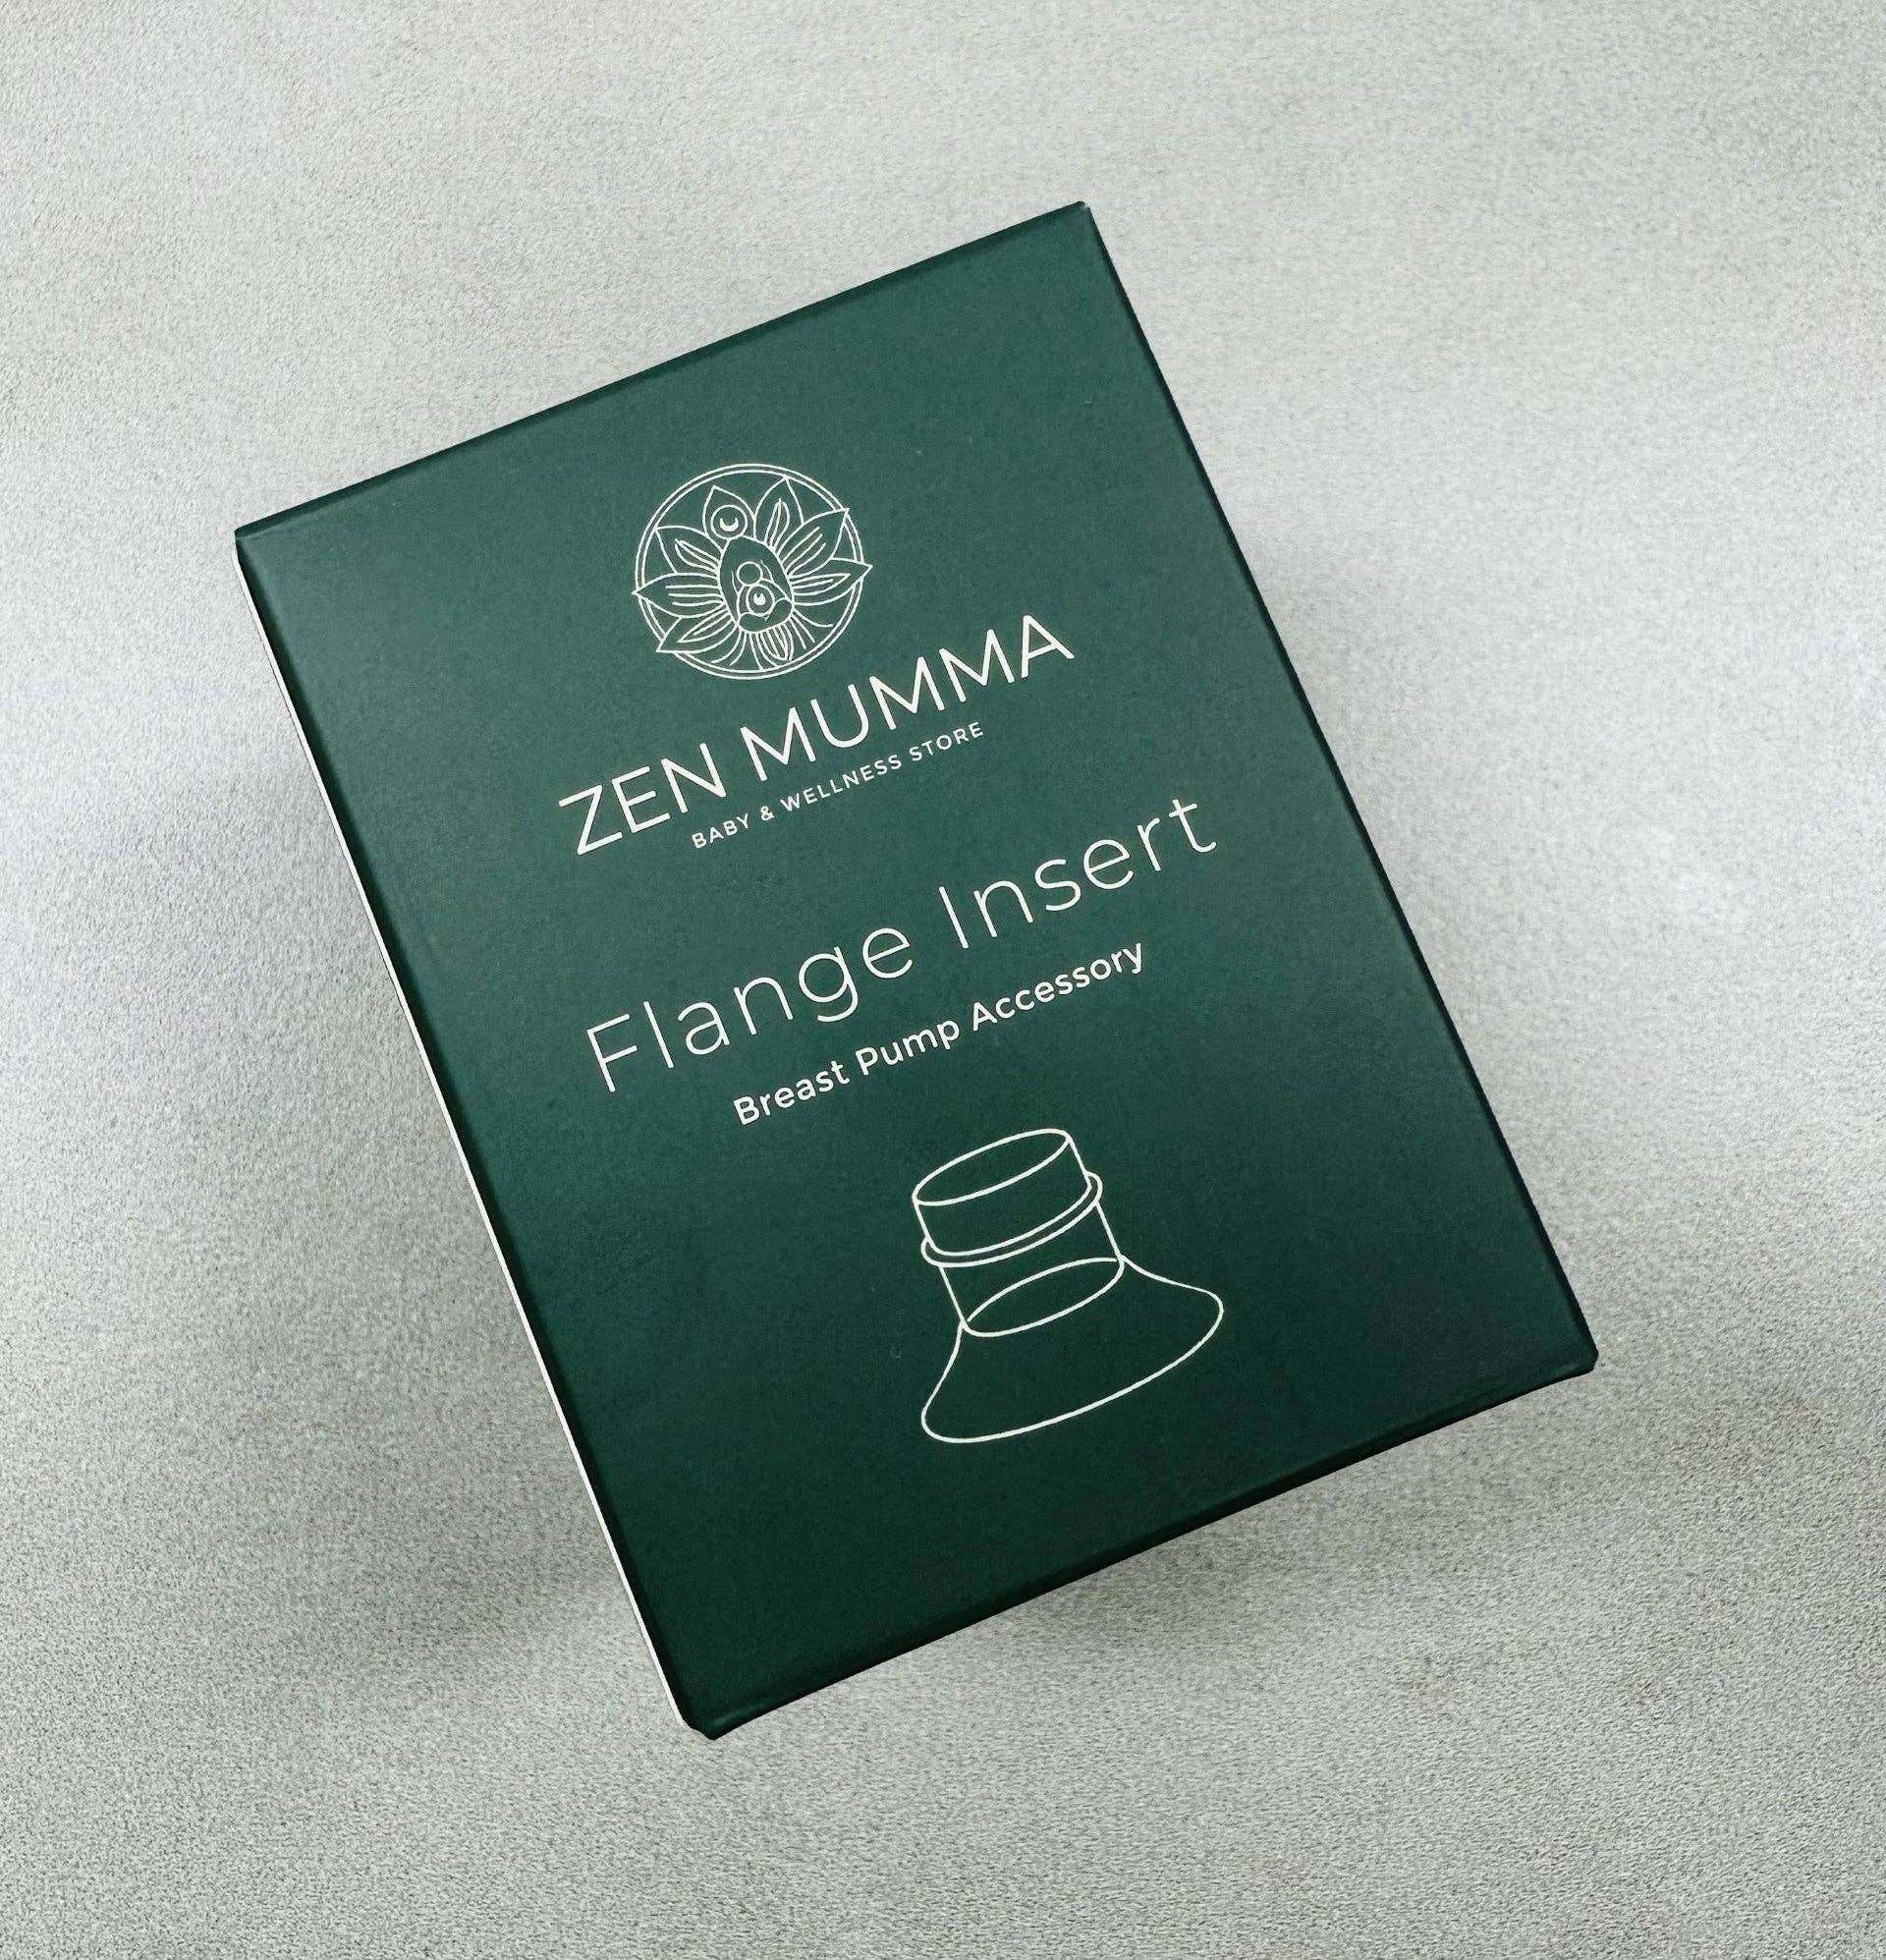 ZEN MUMMA
BABY & WELLNESS STORE
Flange Insert
Breast Pump Accessory